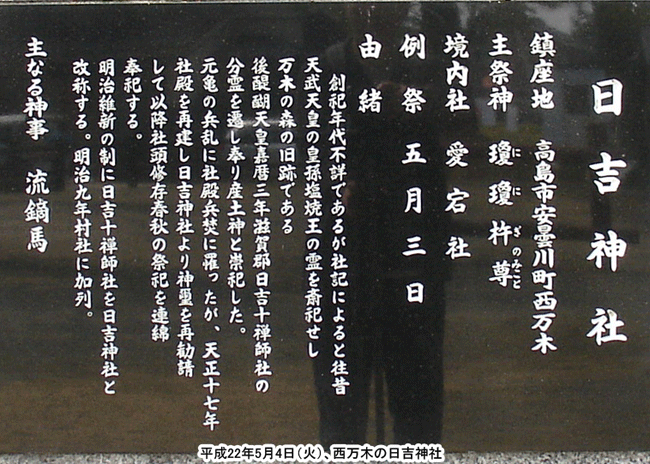 日吉神社
鎮座地 高島市安曇川町西万木
主祭神 瓊瓊杵尊
ににぎのみこと
境内社 愛宕社
例祭 五月三日
由緒
創祀年代不詳であるが社記によると往昔
天武天皇の皇孫塩焼王の霊を斎祀せし
万木の森の旧跡である
後醍醐天皇嘉暦三年滋賀郡日吉十禅師社の
分霊を遷し奉り産土神と崇祀した。
元亀の兵乱に社殿兵焚に罹ったが、天正十七年
社殿を再建し日吉神社より神璽を再勧請
して以降社頭修存春秋の祭祀を連綿
奉祀する。
明治維新の制に日吉十禅師社を日吉神社と
改称する。明治九年村社に加列。
主なる神事 流鏑馬
平成22年5月4日(火)、西万木の日吉神社